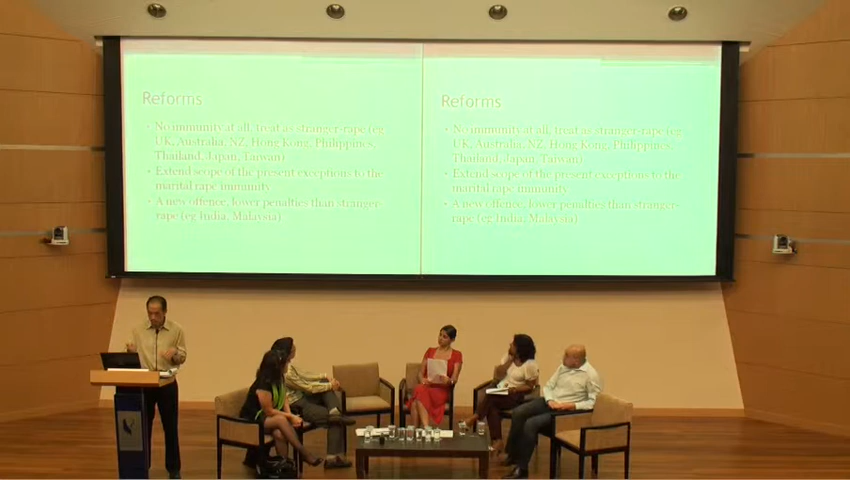 Reforms
• No immunity at all, treat as stranger-rape (eg
UK, Australia, NZ, Hong Kong, Philippines,
Thailand, Japan, Taiwan)
• Extend scope of the present exceptions to the
marital rape immunity
• A new offence, lower penalties than stranger-
rape (eg India, Malaysia)
Reforms
• No immunity at all, treat as stranger-rape (eg
UK, Australia, NZ, Hong Kong, Philippines,
Thailand, Japan, Taiwan)
• Extend scope of the present exceptions to the
marital rape immunity
• A new offence, lower penalties than stranger-
rape (eg India, Malaysia)